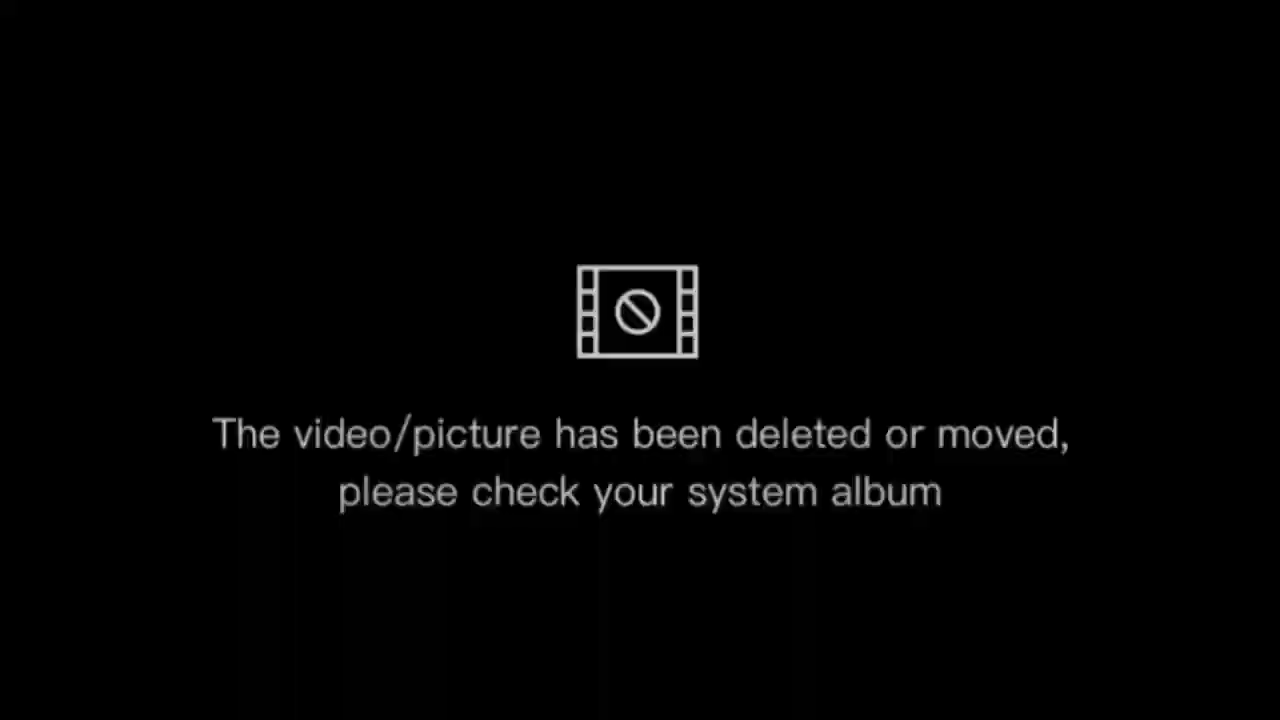 The video/picture has been deleted or moved,
please check your system album